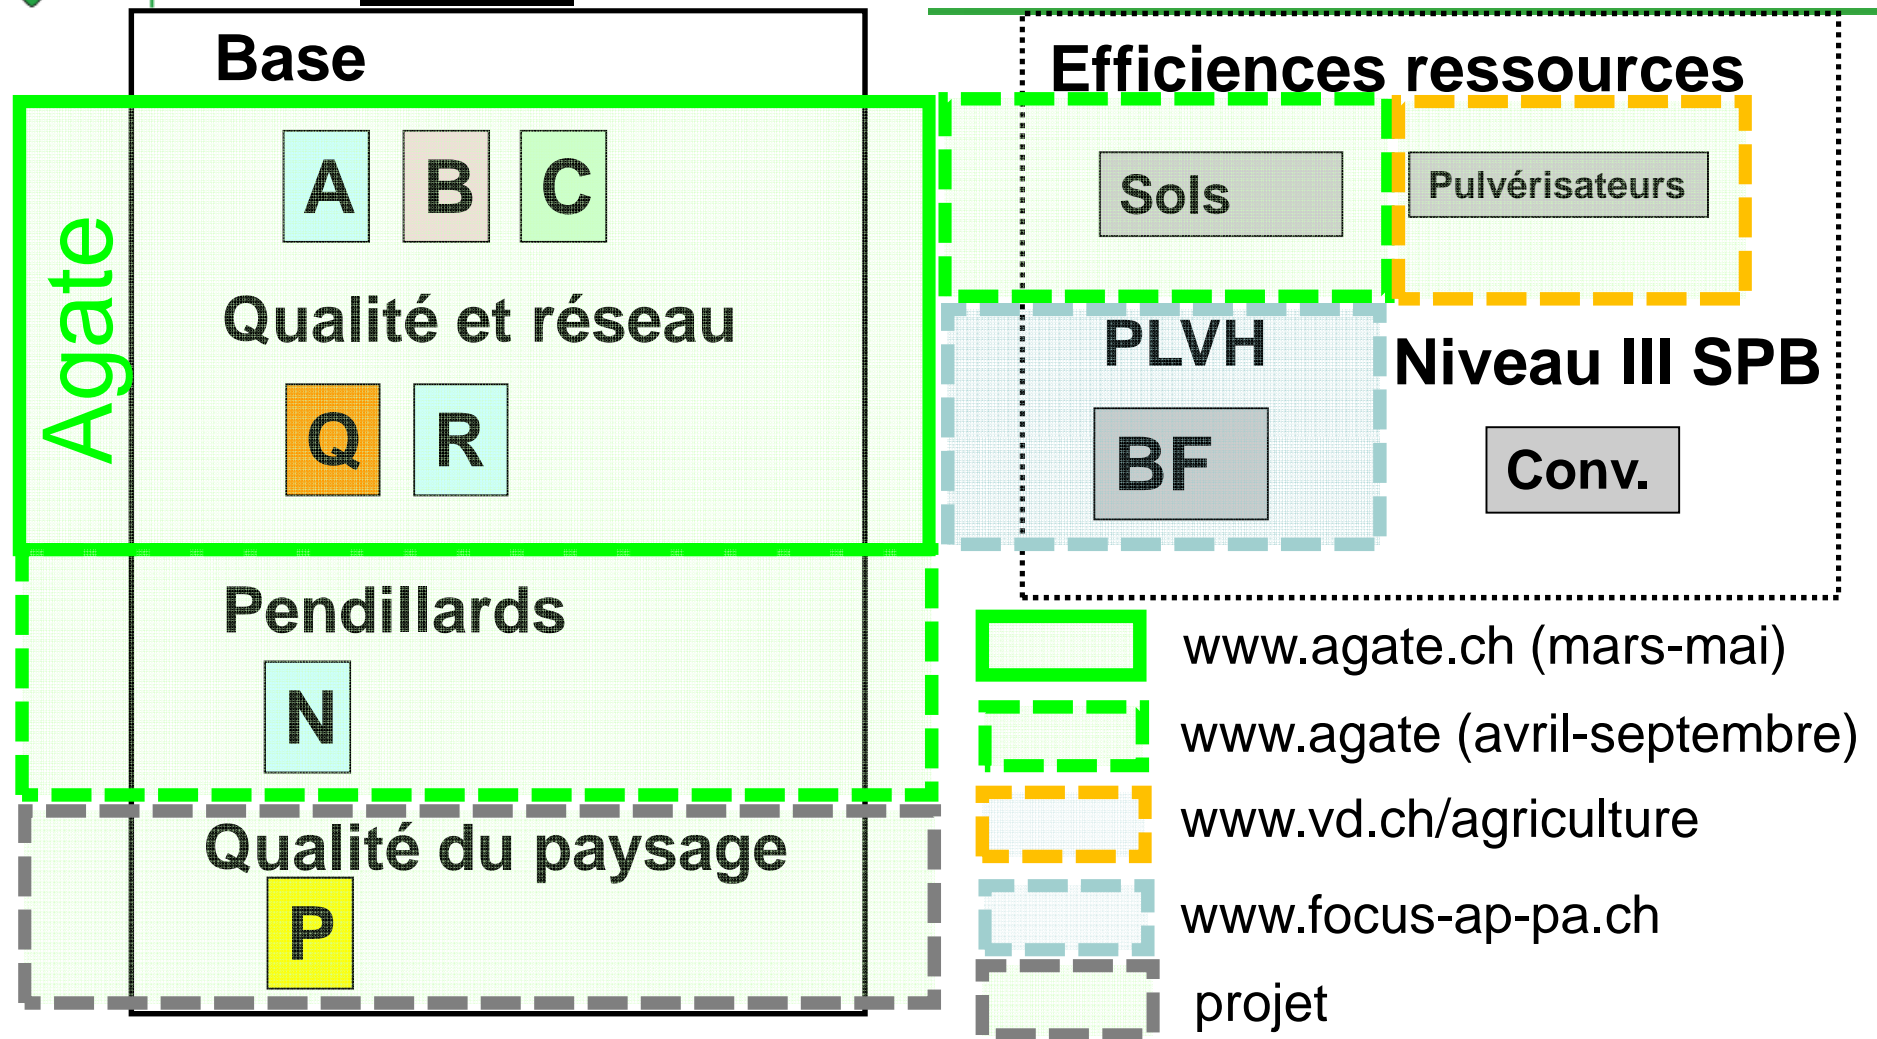 Base
A B C
Agate
Qualité et réseau
Q R
Pendillards
N
Qualité du paysage
P
Efficiences ressources
Sols
Pulvérisateurs
PLVH
BF
Niveau III SPB
Conv.
www.agate.ch (mars-mai)
www.agate (avril-septembre)
www.vd.ch/agriculture
www.focus-ap-pa.ch
projet